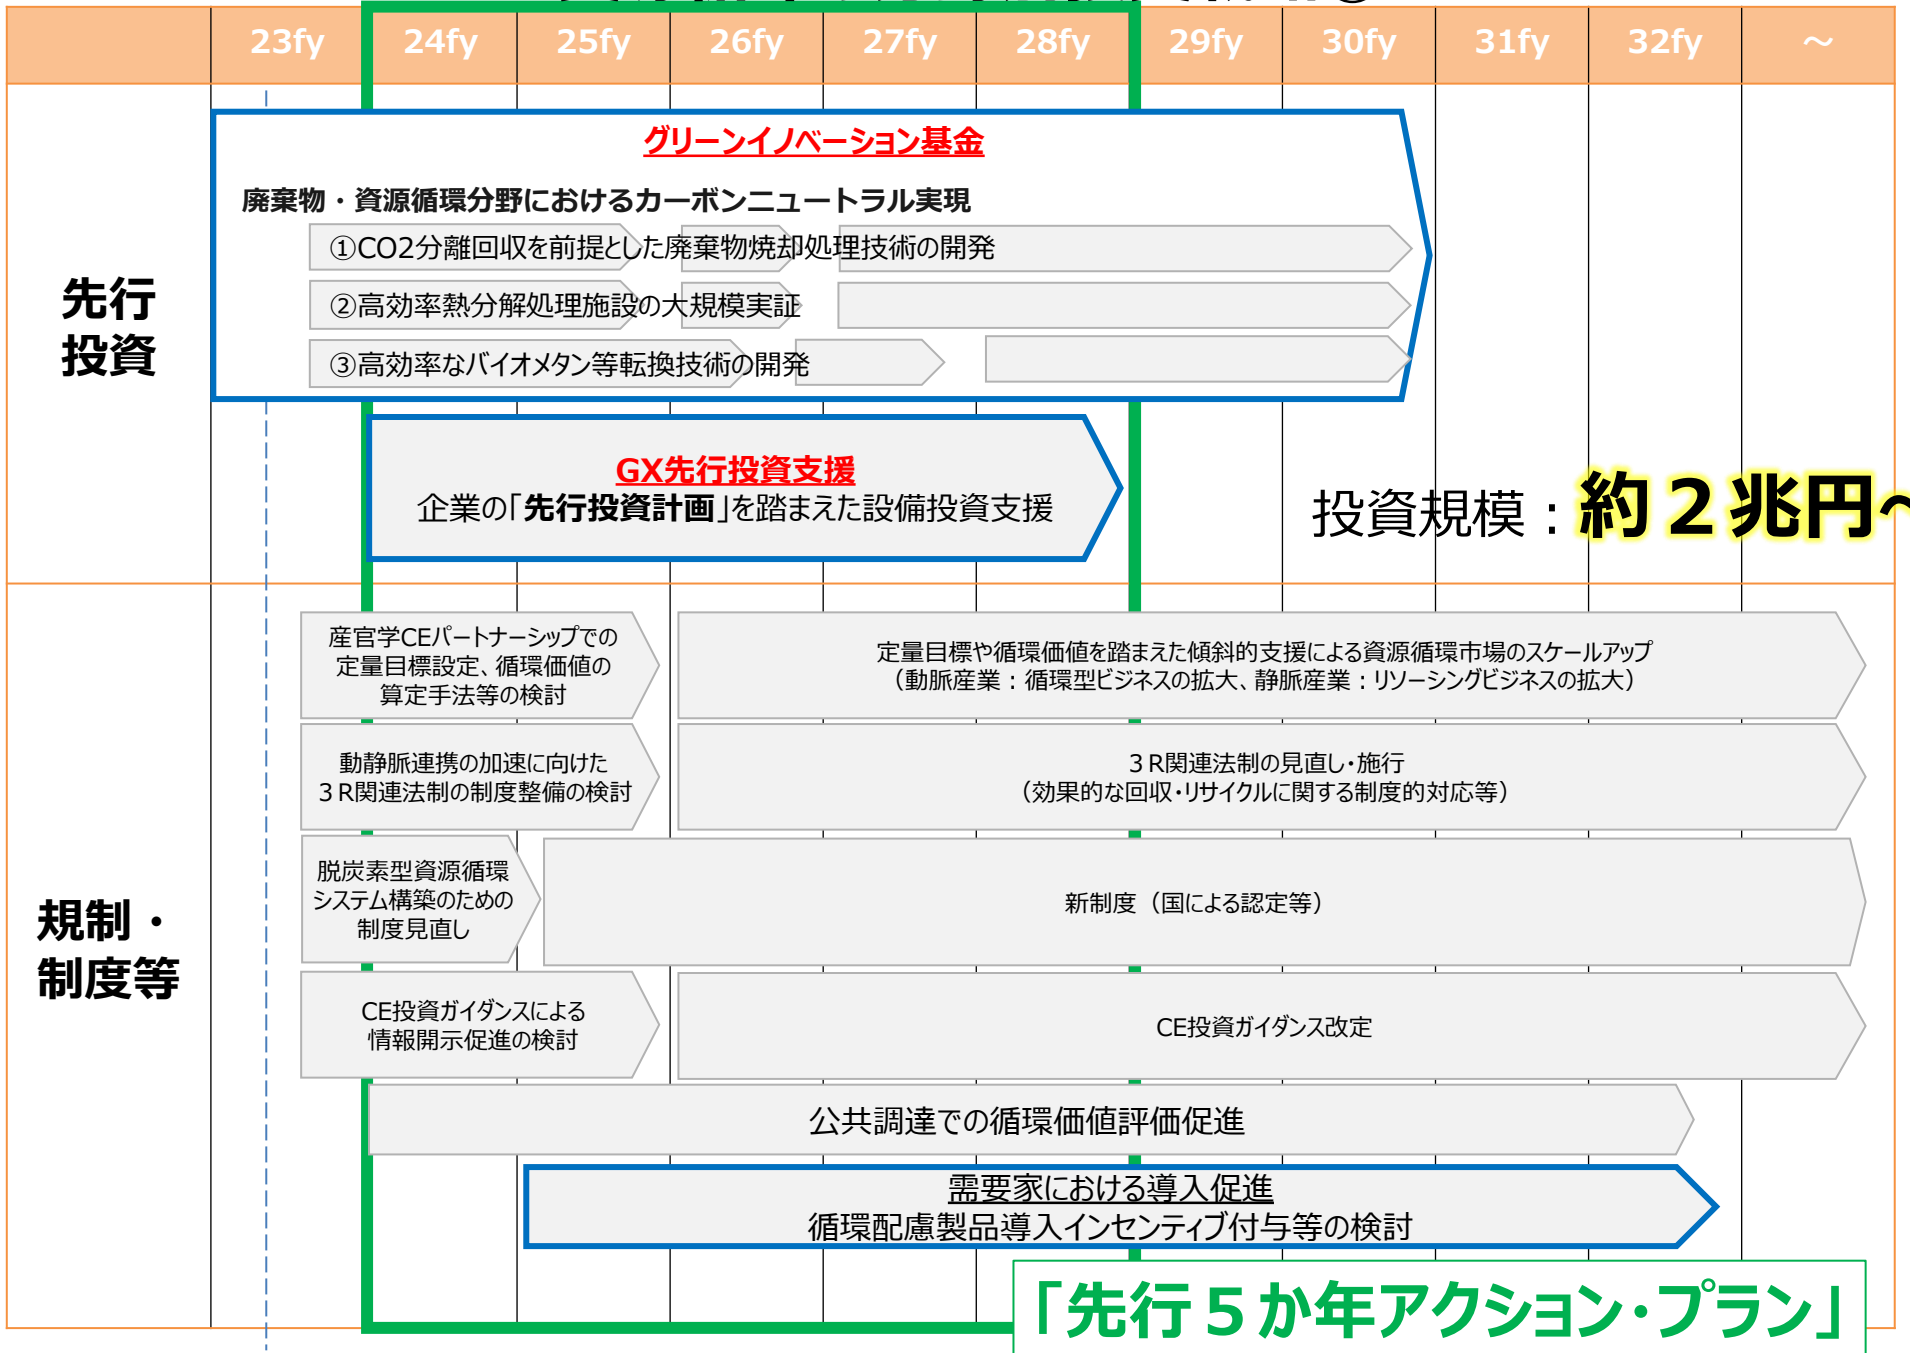 23fy 24fy 25fy 26fy 27fy 28fy 29fy 30fy 31fy 32fy ～
先行
投資
グリーンイノベーション基金
廃棄物・資源循環分野におけるカーボンニュートラル実現
①CO2分離回収を前提とした廃棄物焼却処理技術の開発
②高効率熱分解処理施設の大規模実証
③高効率なバイオメタン等転換技術の開発
GX先行投資支援
企業の「先行投資計画」を踏まえた設備投資支援
投資規模：約２兆円～
規制・
制度等
産官学CEパートナーシップでの
定量目標設定、循環価値の
算定手法等の検討
定量目標や循環価値を踏まえた傾斜的支援による資源循環市場のスケールアップ
（動脈産業：循環型ビジネスの拡大、静脈産業：リソーシングビジネスの拡大）
動静脈連携の加速に向けた
３R関連法制の制度整備の検討
３R関連法制の見直し・施行
（効果的な回収・リサイクルに関する制度的対応等）
脱炭素型資源循環
システム構築のための
制度見直し
新制度（国による認定等）
CE投資ガイダンスによる
情報開示促進の検討
CE投資ガイダンス改定
公共調達での循環価値評価促進
需要家における導入促進
循環配慮製品導入インセンティブ付与等の検討
「先行５か年アクション・プラン」